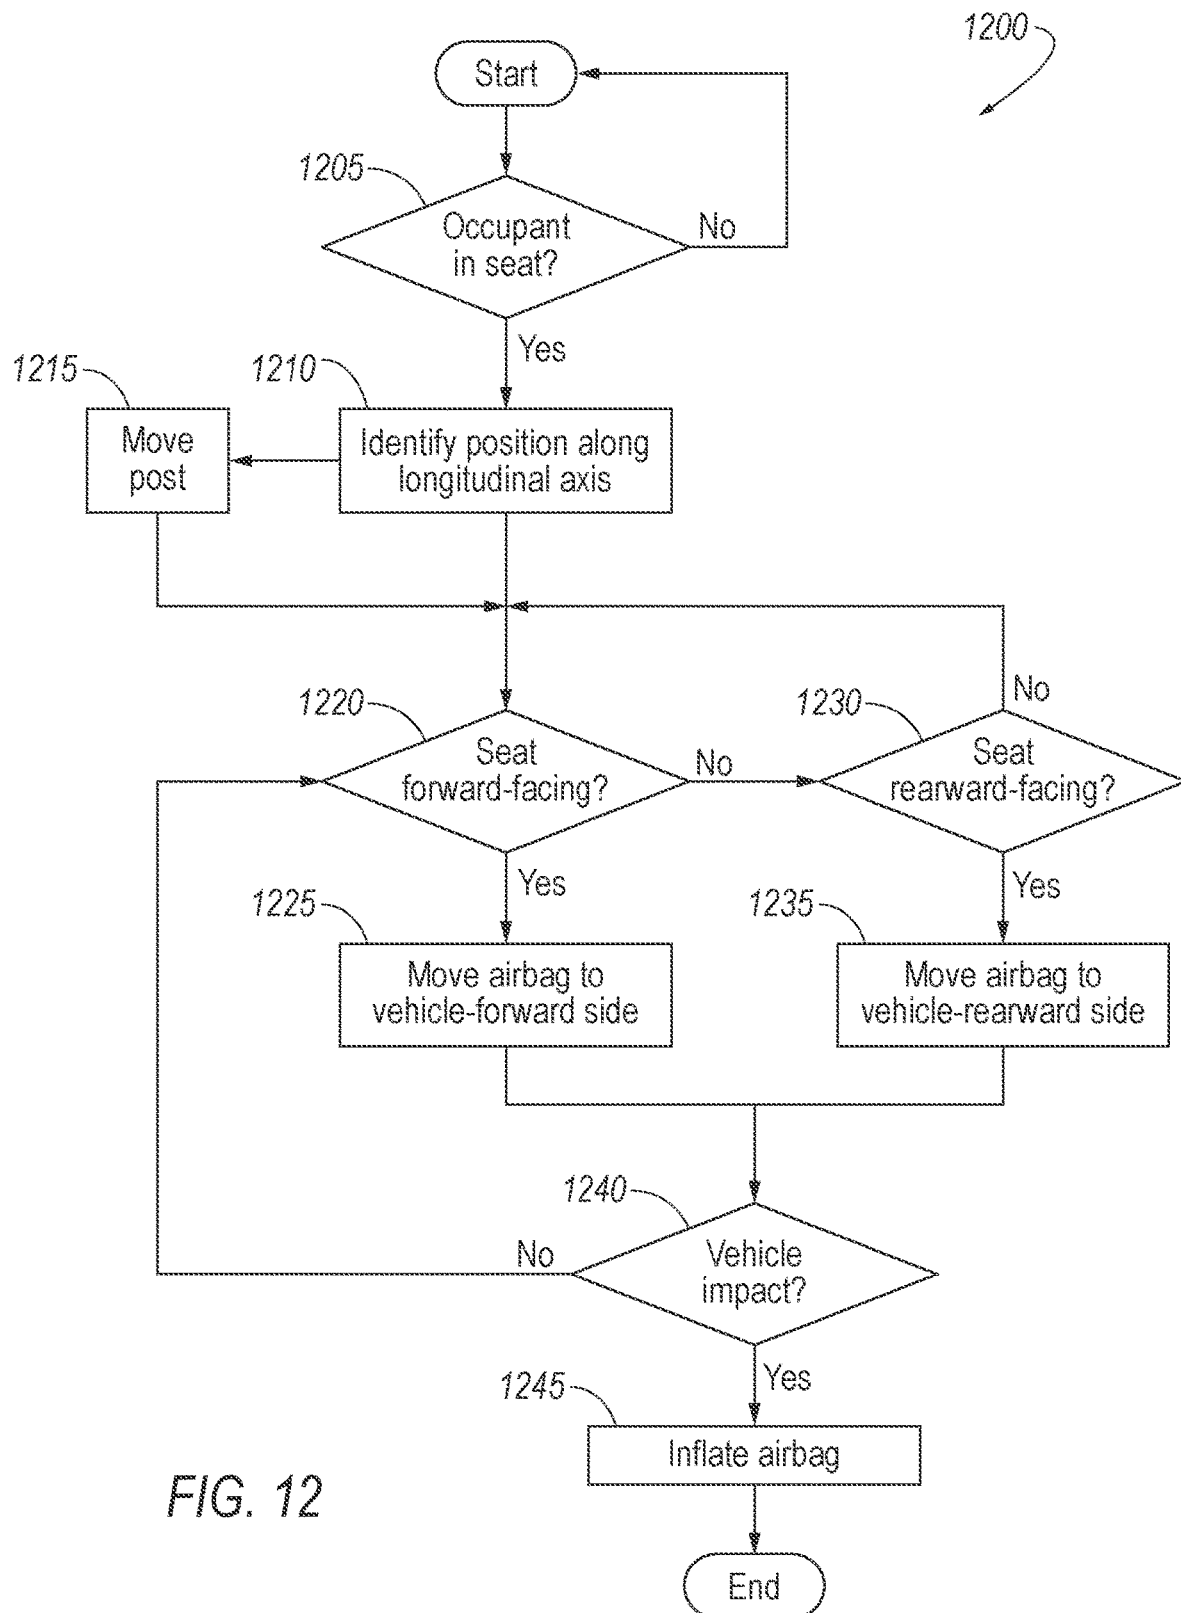 1200
Start
1205
Occupant
in seat?
No
Yes
1215
1210
Move
post
Identify position along
longitudinal axis
1220
Seat
forward-facing?
No
1230
Seat
rearward-facing?
No
Yes
Yes
1225
Move airbag to
vehicle-forward side
1235
Move airbag to
vehicle-rearward side
1240
Vehicle
impact?
No
Yes
1245
Inflate airbag
End
FIG. 12